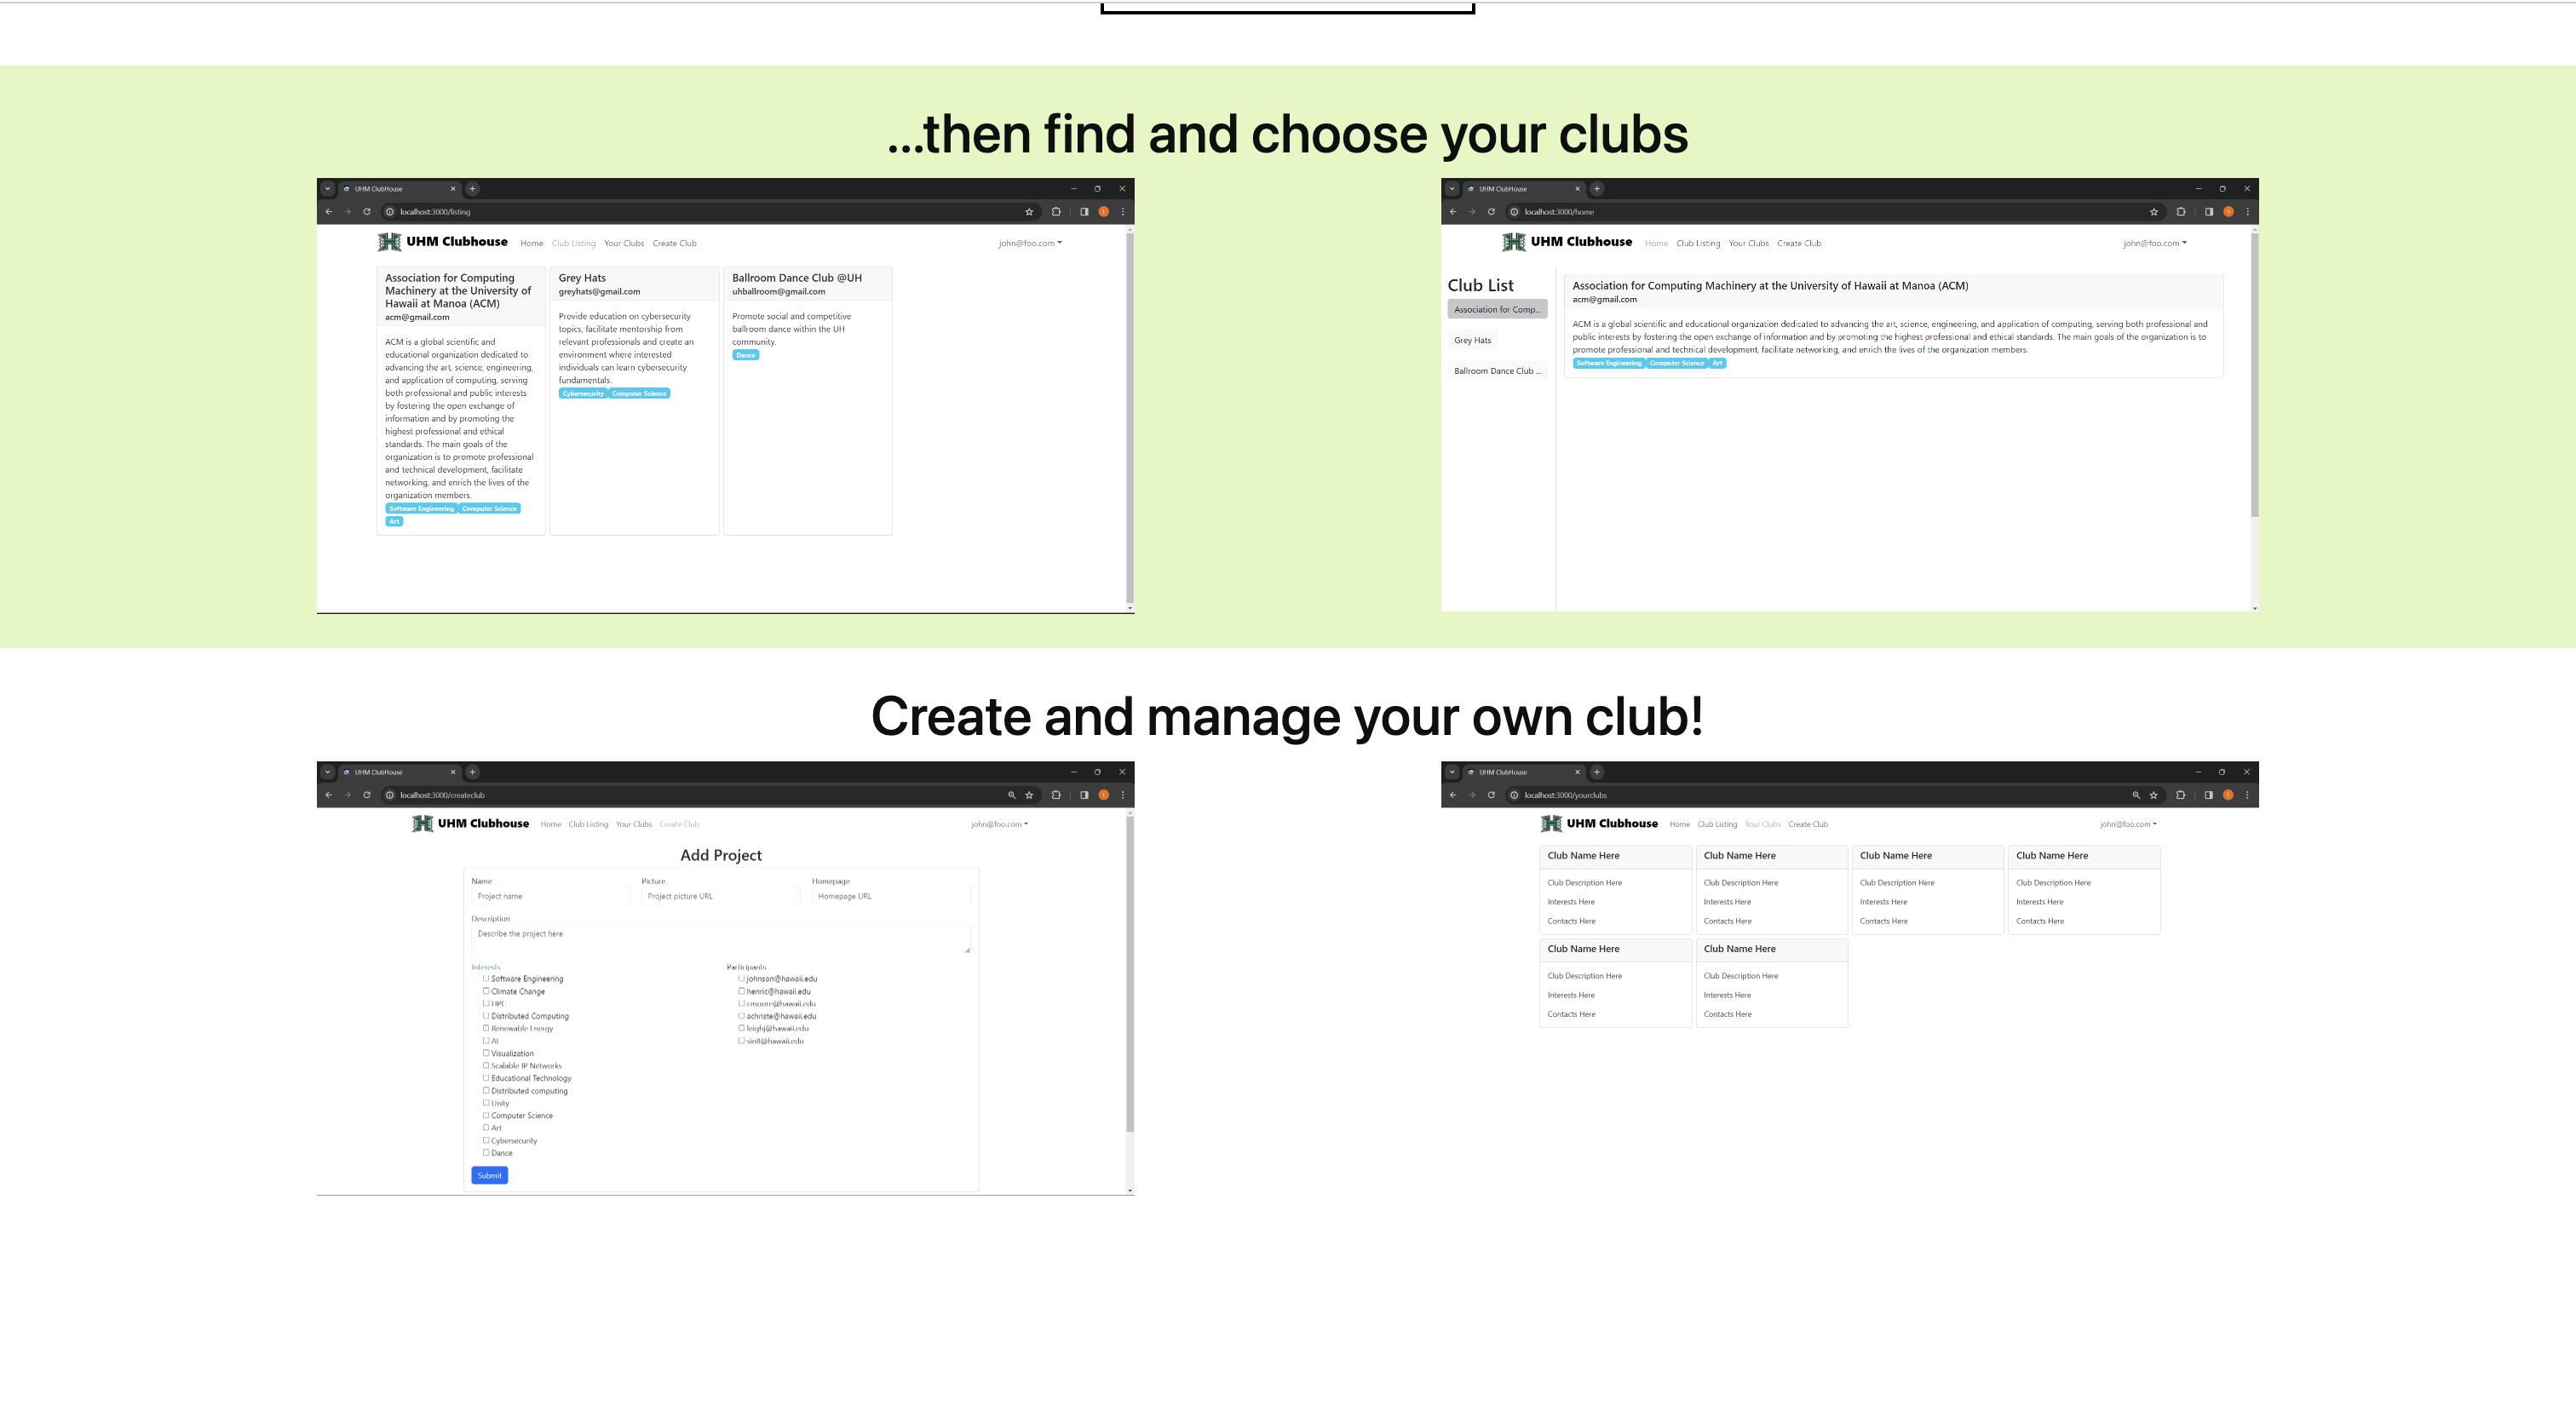 ...then find and choose your clubs
UHM ClubHouse
localhost:3000/listing
UHM Clubhouse Home Club Listing Your Clubs Create Club john@foo.com
Association for Computing
Machinery at the University of
Hawaii at Manoa (ACM)
acm@gmail.com
ACM is a global scientific and
educational organization dedicated to
advancing the art, science, engineering,
and application of computing, serving
both professional and public interests
by fostering the open exchange of
information and by promoting the
highest professional and ethical
standards. The main goals of the
organization is to promote professional
and technical development, facilitate
networking, and enrich the lives of the
organization members.
Software Engineering Computer Science
Art
Grey Hats
greyhats@gmail.com
Provide education on cybersecurity
topics, facilitate mentorship from
relevant professionals and create an
environment where interested
individuals can learn cybersecurity
fundamentals.
Cybersecurity Computer Science
Ballroom Dance Club @UH
uhballroom@gmail.com
Promote social and competitive
ballroom dance within the UH
community.
Dance
UHM ClubHouse
localhost:3000/home
UHM Clubhouse Home Club Listing Your Clubs Create Club john@foo.com
Club List
Association for Comp...
Grey Hats
Ballroom Dance Club ...
Association for Computing Machinery at the University of Hawaii at Manoa (ACM)
acm@gmail.com
ACM is a global scientific and educational organization dedicated to advancing the art, science, engineering, and application of computing, serving both professional and
public interests by fostering the open exchange of information and by promoting the highest professional and ethical standards. The main goals of the organization is to
promote professional and technical development, facilitate networking, and enrich the lives of the organization members.
Software Engineering Computer Science Art
Create and manage your own club!
UHM ClubHouse
localhost:3000/createclub
UHM Clubhouse Home Club Listing Your Clubs Create Club john@foo.com
Add Project
Name Picture Homepage
Project name Project picture URL Homepage URL
Description
Describe the project here
Interests
Software Engineering
Climate Change
HPC
Distributed Computing
Renewable Energy
AI
Visualization
Scalable IP Networks
Educational Technology
Distributed computing
Unity
Computer Science
Art
Cybersecurity
Dance
Participants
johnson@hawaii.edu
henric@hawaii.edu
cmoore@hawaii.edu
achriste@hawaii.edu
leighj@hawaii.edu
sin8@hawaii.edu
Submit
UHM ClubHouse
localhost:3000/yourclubs
UHM Clubhouse Home Club Listing Your Clubs Create Club john@foo.com
Club Name Here
Club Description Here
Interests Here
Contacts Here
Club Name Here
Club Description Here
Interests Here
Contacts Here
Club Name Here
Club Description Here
Interests Here
Contacts Here
Club Name Here
Club Description Here
Interests Here
Contacts Here
Club Name Here
Club Description Here
Interests Here
Contacts Here
Club Name Here
Club Description Here
Interests Here
Contacts Here